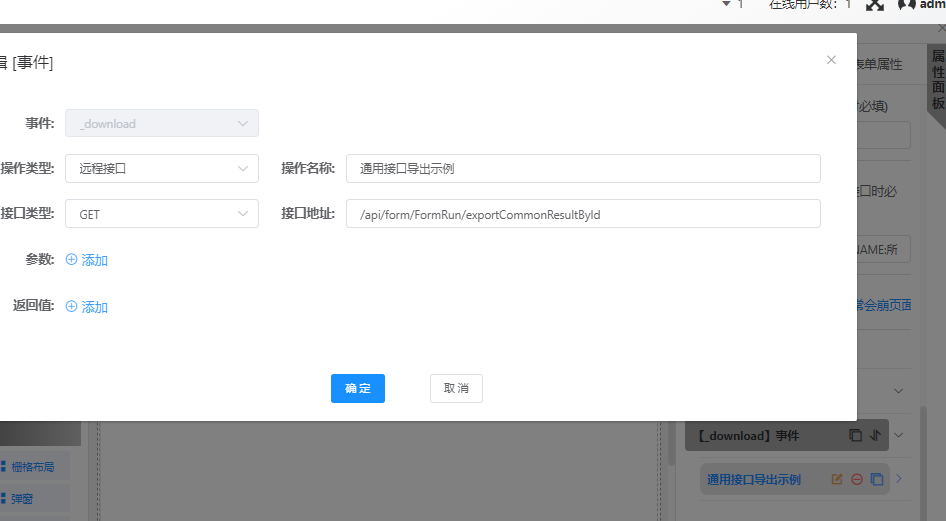 1 在线用户数: 1 adm
辑 [事件]
表单属性
属性面板
事件: _download
时必填)
操作类型: 远程接口 操作名称: 通用接口导出示例
接口时必
接口类型: GET 接口地址: /api/form/FormRun/exportCommonResultById
NAME:所
参数: 添加
返回值: 添加
常会崩页面
确定 取消
【_download】事件
栅格布局
通用接口导出示例
弹窗